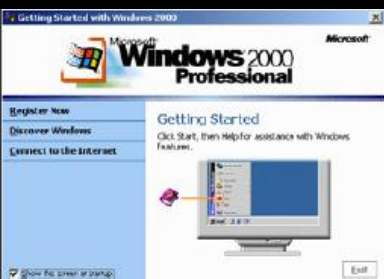 Getting Started with Windows 2000
Microsoft
Microsoft
Windows 2000
Professional
Register Now
Discover Windows
Connect to the Internet
Getting Started
Click Start, then Help for assistance with Windows
features.
Show this screen at startup.
Exit